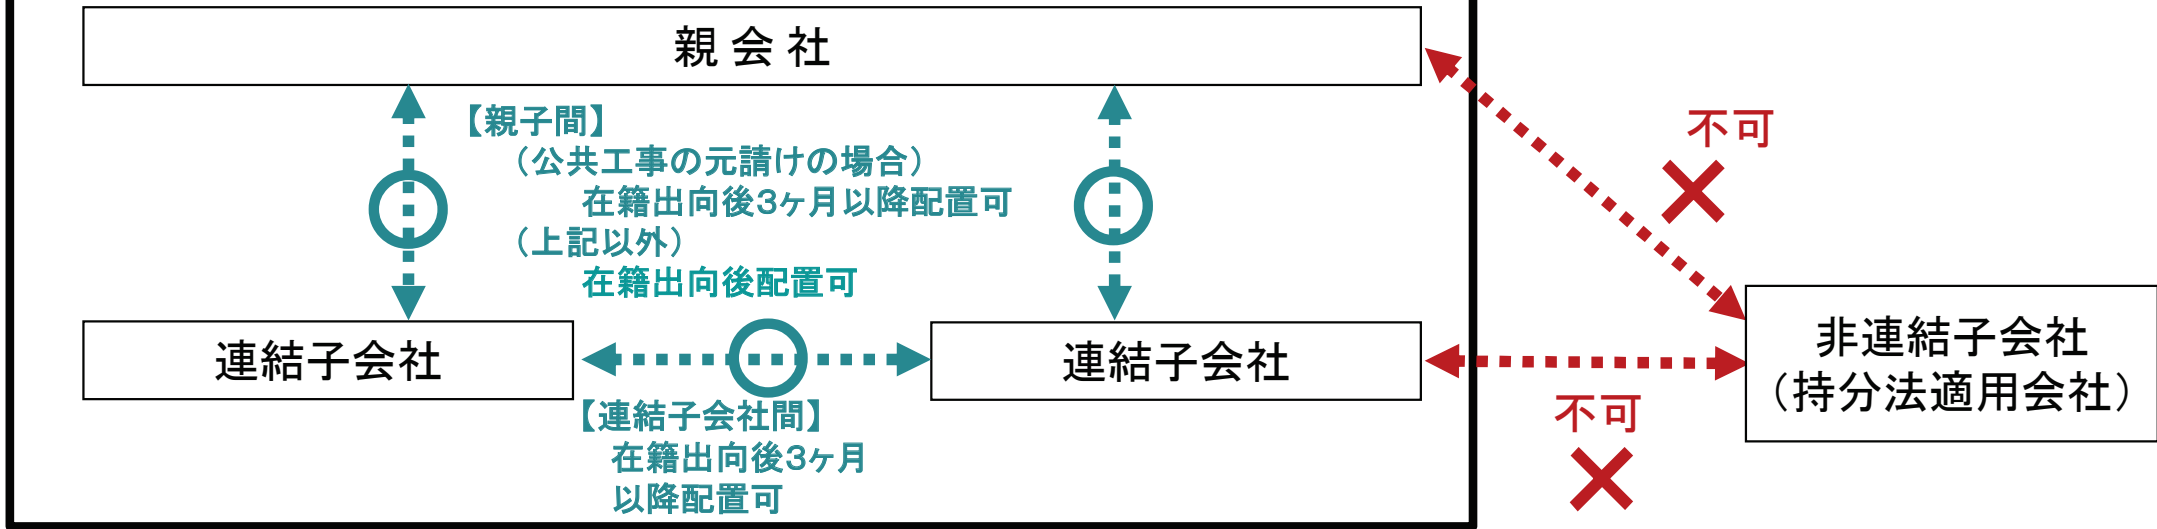 親会社
【親子間】
（公共工事の元請けの場合）
在籍出向後3ヶ月以降配置可
（上記以外）
在籍出向後配置可
不可
連結子会社
連結子会社
【連結子会社間】
在籍出向後3ヶ月
以降配置可
不可
非連結子会社
（持分法適用会社）